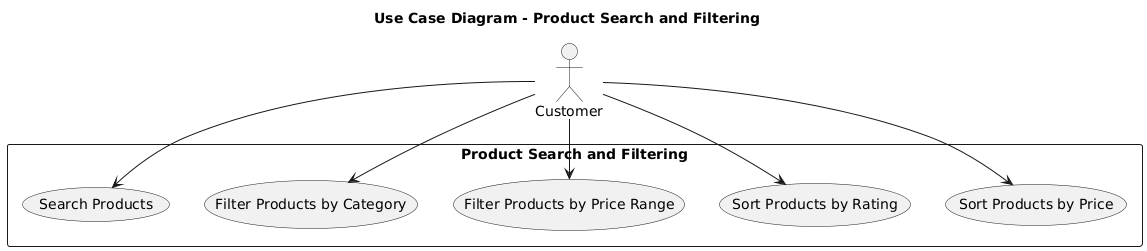 Use Case Diagram - Product Search and Filtering
Customer
Product Search and Filtering
Search Products
Filter Products by Category
Filter Products by Price Range
Sort Products by Rating
Sort Products by Price